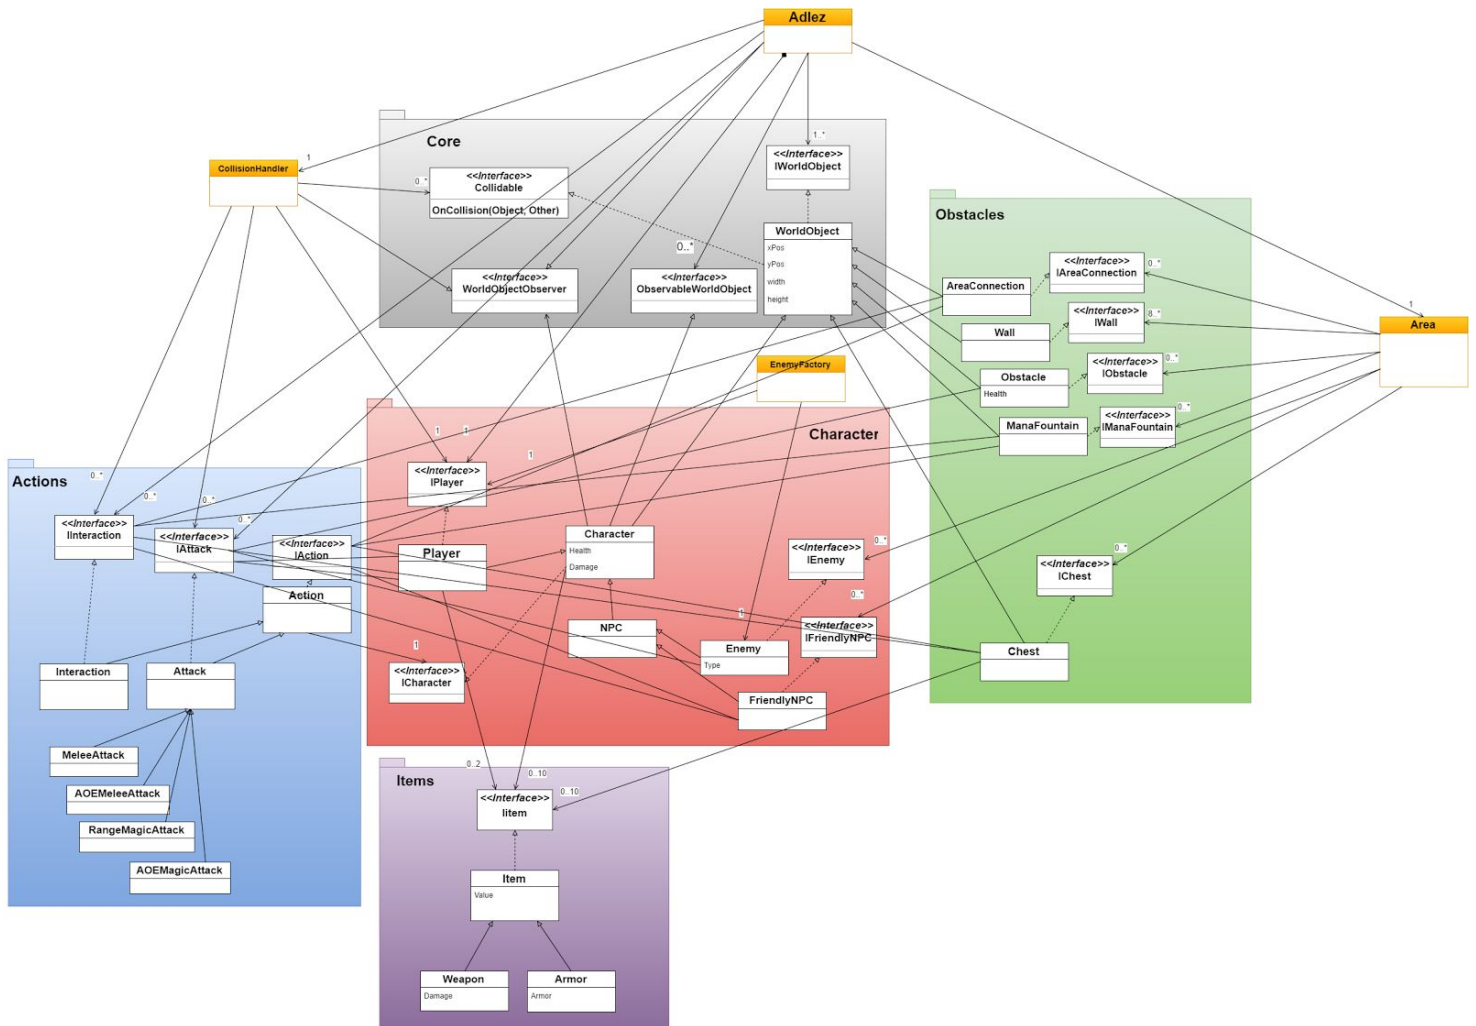 Adlez
Core
1
1..*
<<Interface>>
IWorldObject
CollisionHandler
<<Interface>>
Collidable
OnCollision(Object, Other)
0..*
WorldObject
xPos
yPos
width
height
0..*
<<Interface>>
WorldObjectObserver
<<Interface>>
ObservableWorldObject
Obstacles
<<Interface>>
IAreaConnection
0..*
AreaConnection
<<Interface>>
IWall
8..*
Wall
<<Interface>>
IObstacle
0..*
Obstacle
Health
<<Interface>>
IManaFountain
0..*
ManaFountain
1
Area
<<Interface>>
IChest
0..*
Chest
EnemyFactory
Character
1
1
1
<<Interface>>
IPlayer
Player
Character
Health
Damage
<<Interface>>
IEnemy
0..*
0..*
<<Interface>>
IFriendlyNPC
NPC
1
Enemy
Type
FriendlyNPC
1
<<Interface>>
ICharacter
Actions
0..*
0..*
0..*
0..*
<<Interface>>
IInteraction
<<Interface>>
IAttack
<<Interface>>
IAction
Action
Interaction
Attack
MeleeAttack
AOEMeleeAttack
RangeMagicAttack
AOEMagicAttack
Items
0..2
0..10
0..10
<<Interface>>
Iitem
Item
Value
Weapon
Damage
Armor
Armor